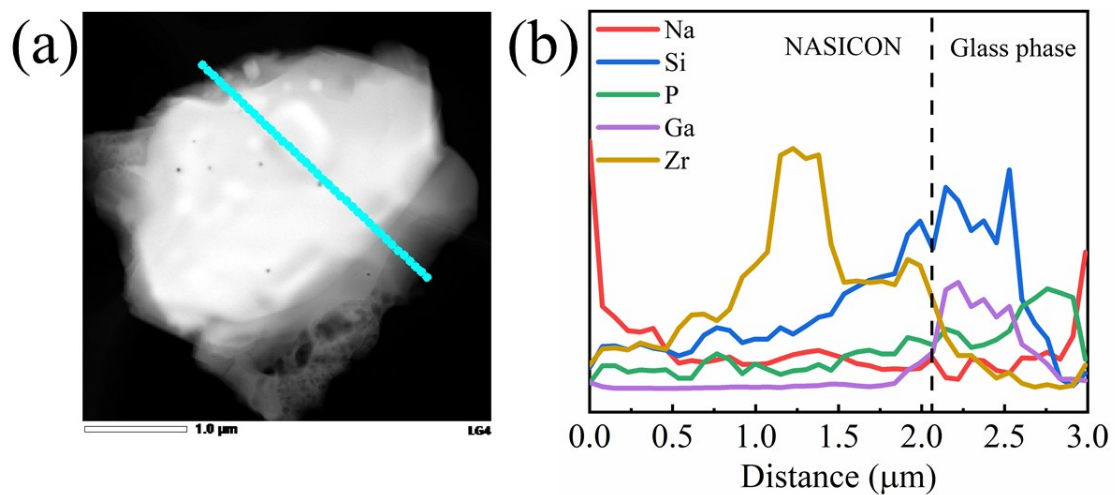 (a)
1.0 μm
LG4
(b)
Na
Si
P
Ga
Zr
NASICON
Glass phase
0.0 0.5 1.0 1.5 2.0 2.5 3.0
Distance (μm)